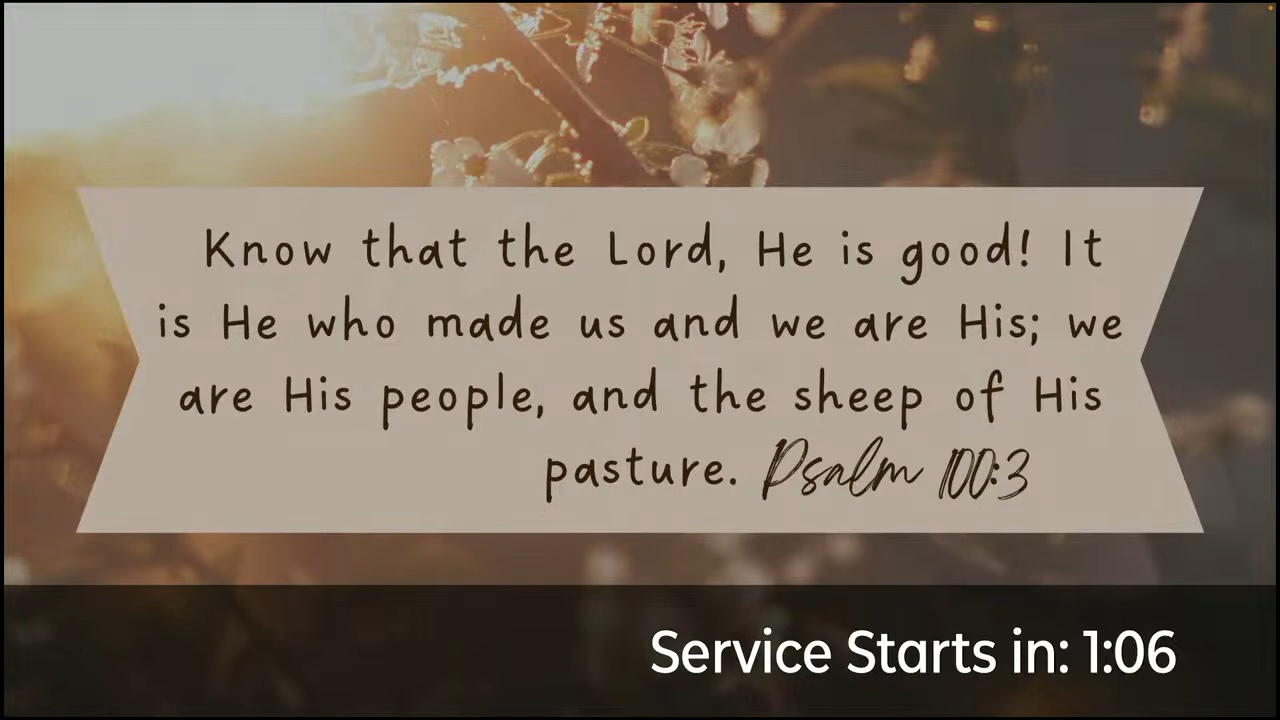 Know that the Lord, He is good! It
is He who made us and we are His; we
are His people, and the sheep of His
pasture. Psalm 100:3
Service Starts in: 1:06